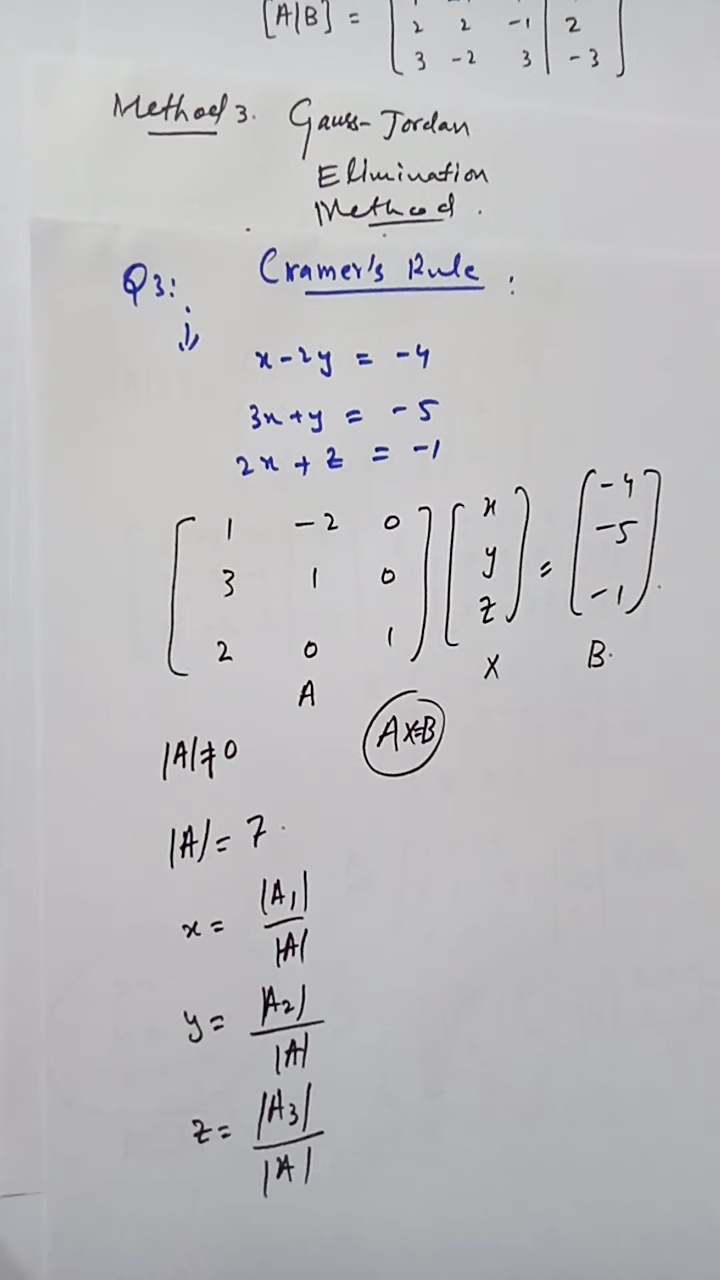 [A|B] =
2 2 -1 | 2
3 -2 3 | -3
Method 3. Gauss-Jordan
Elimination
Method.
Q3: Cramer's Rule :
i)
x - 2y = -4
3x + y = -5
2x + z = -1
[ 1 -2 0 ] [ x ] = [ -4 ]
[ 3 1 0 ] [ y ] [ -5 ]
[ 2 0 1 ] [ z ] [ -1 ]
A X B.
|A| ≠ 0 AX=B
|A| = 7.
x = |A1| / |A|
y = |A2| / |A|
z = |A3| / |A|